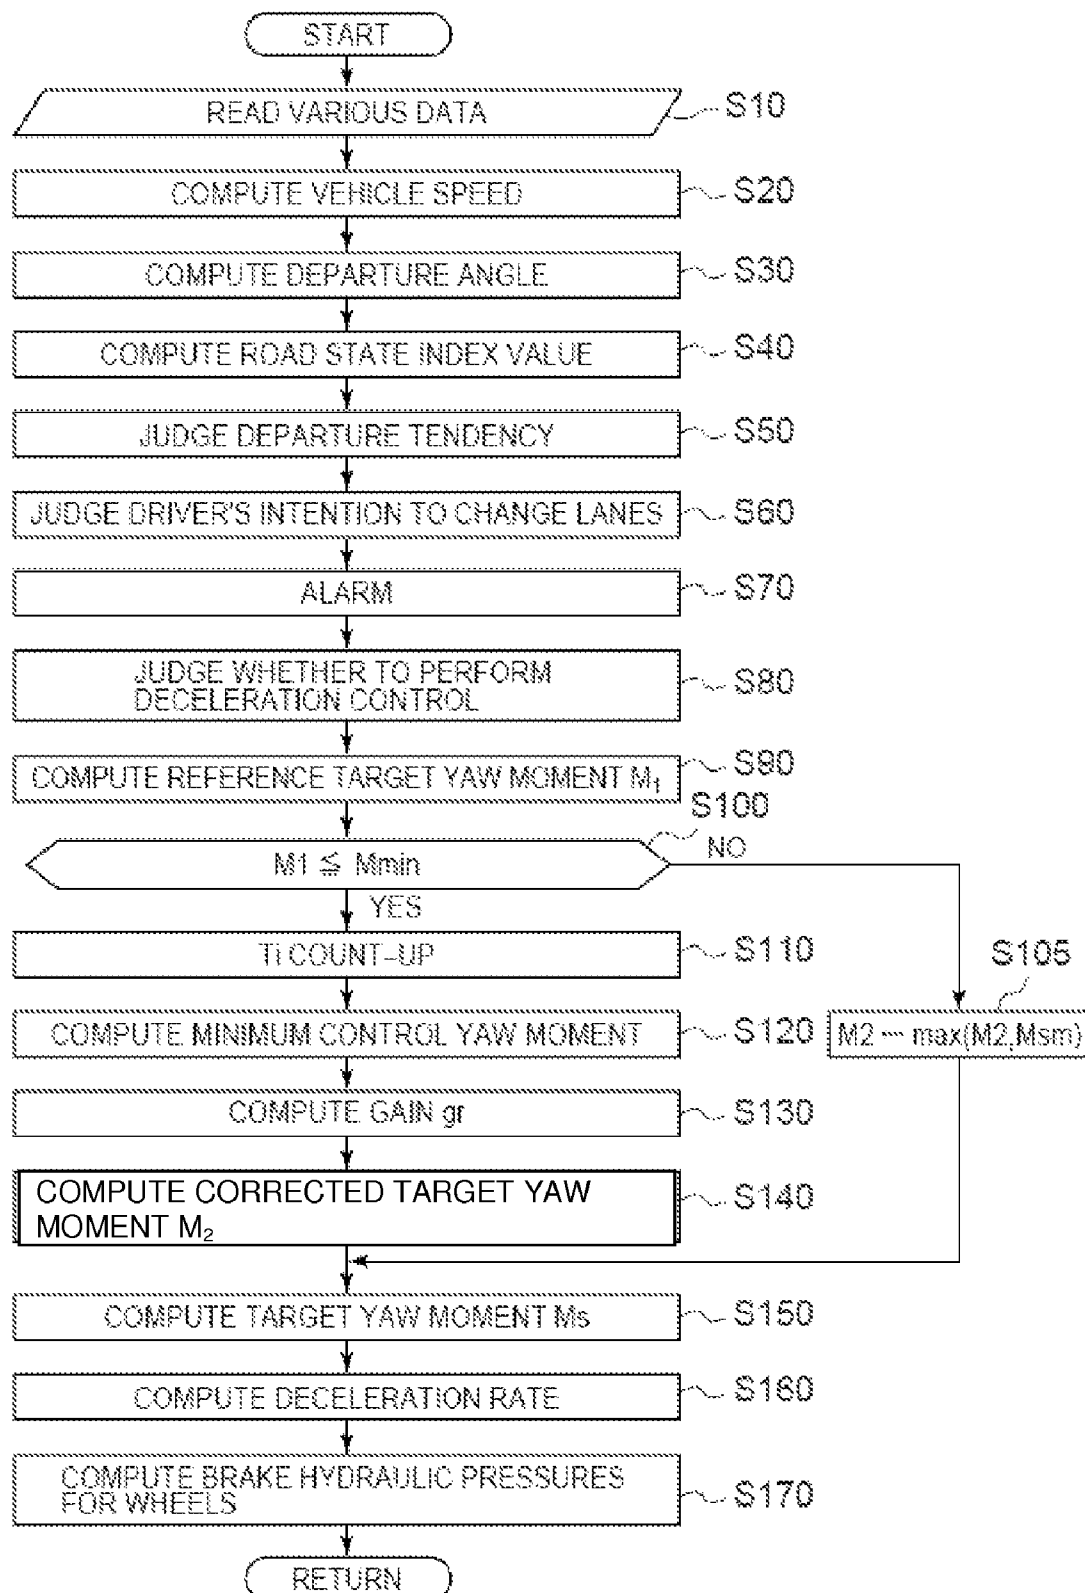 START
READ VARIOUS DATA
S10
COMPUTE VEHICLE SPEED
S20
COMPUTE DEPARTURE ANGLE
S30
COMPUTE ROAD STATE INDEX VALUE
S40
JUDGE DEPARTURE TENDENCY
S50
JUDGE DRIVER'S INTENTION TO CHANGE LANES
S60
ALARM
S70
JUDGE WHETHER TO PERFORM
DECELERATION CONTROL
S80
COMPUTE REFERENCE TARGET YAW MOMENT M₁
S90
S100
M1 ≦ Mmin
NO
YES
Ti COUNT-UP
S110
S105
COMPUTE MINIMUM CONTROL YAW MOMENT
S120
M2 — max(M2,Msm)
COMPUTE GAIN gr
S130
COMPUTE CORRECTED TARGET YAW
MOMENT M₂
S140
COMPUTE TARGET YAW MOMENT Ms
S150
COMPUTE DECELERATION RATE
S160
COMPUTE BRAKE HYDRAULIC PRESSURES
FOR WHEELS
S170
RETURN